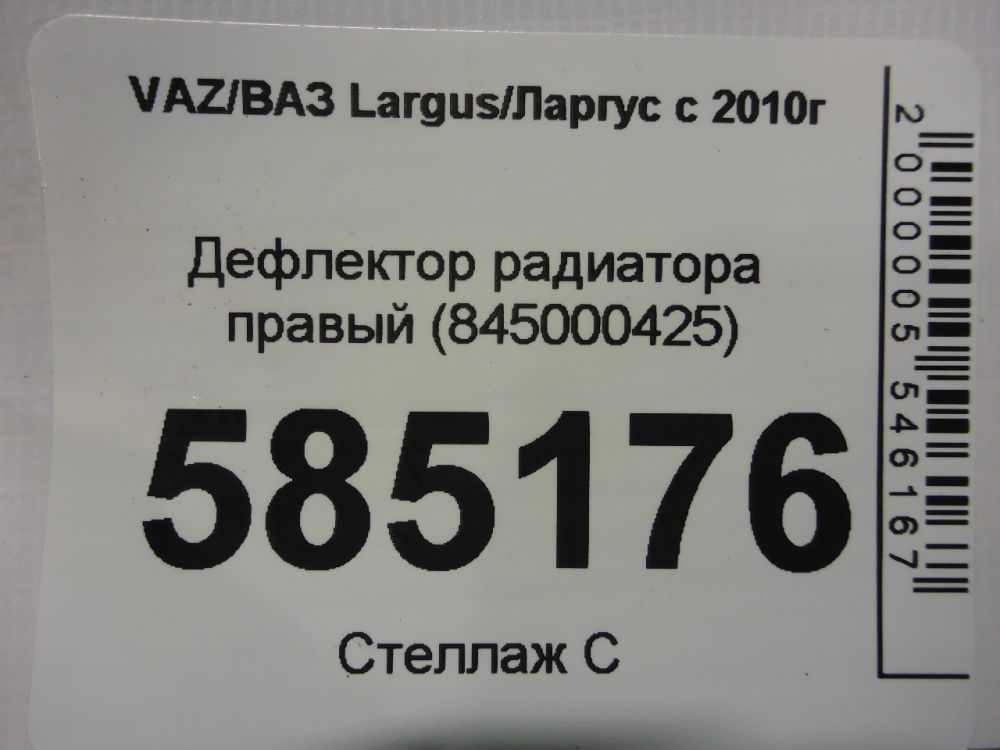 VAZ/ВАЗ Largus/Ларгус с 2010г
Дефлектор радиатора
правый (845000425)
585176
Стеллаж С
2000005546167